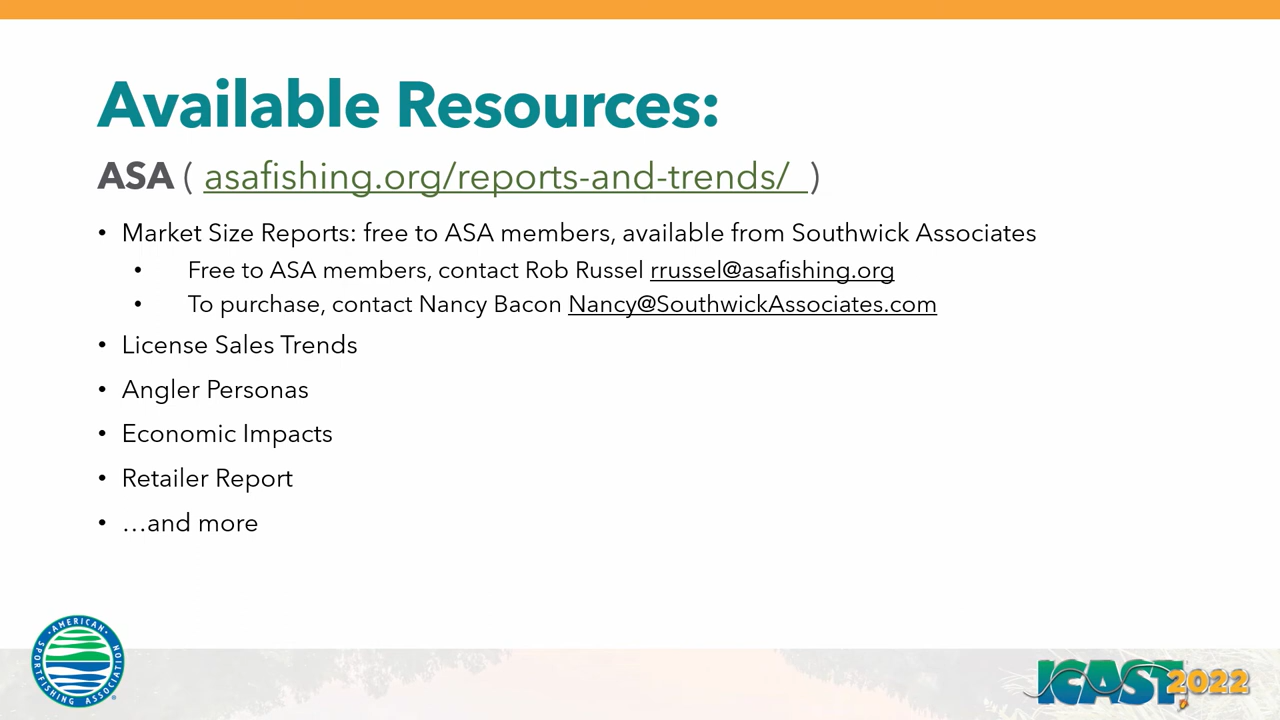 Available Resources:
ASA ( asafishing.org/reports-and-trends/ )
• Market Size Reports: free to ASA members, available from Southwick Associates
• Free to ASA members, contact Rob Russel rrussel@asafishing.org
• To purchase, contact Nancy Bacon Nancy@SouthwickAssociates.com
• License Sales Trends
• Angler Personas
• Economic Impacts
• Retailer Report
• …and more
AMERICAN SPORTFISHING ASSOCIATION
ICAST 2022